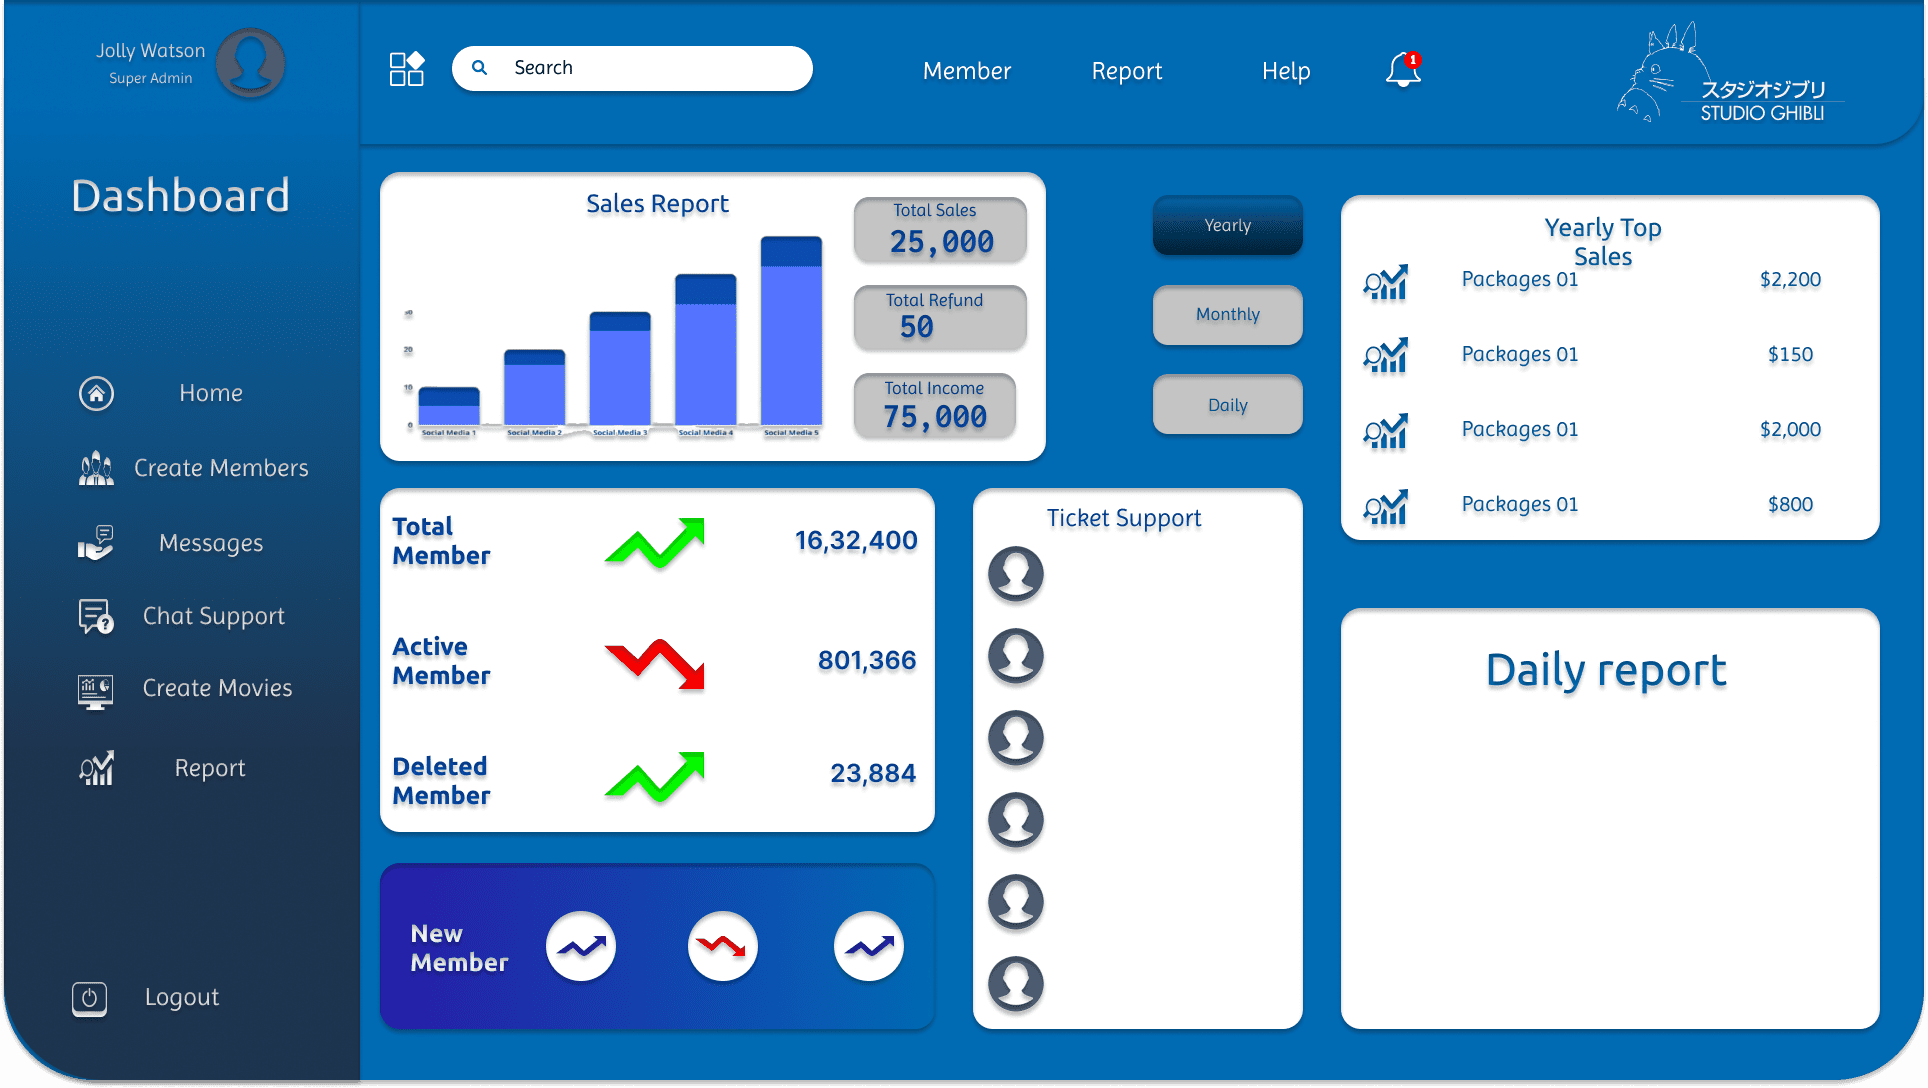 Jolly Watson
Super Admin
Search
Member
Report
Help
1
スタジオジブリ
STUDIO GHIBLI
Dashboard
Home
Create Members
Messages
Chat Support
Create Movies
Report
Logout
Sales Report
20
10
0
Social Media 1
Social Media 2
Social Media 3
Social Media 4
Social Media 5
Total Sales
25,000
Total Refund
50
Total Income
75,000
Yearly
Monthly
Daily
Yearly Top
Sales
Packages 01 $2,200
Packages 01 $150
Packages 01 $2,000
Packages 01 $800
Total
Member
16,32,400
Active
Member
801,366
Deleted
Member
23,884
New
Member
Ticket Support
Daily report